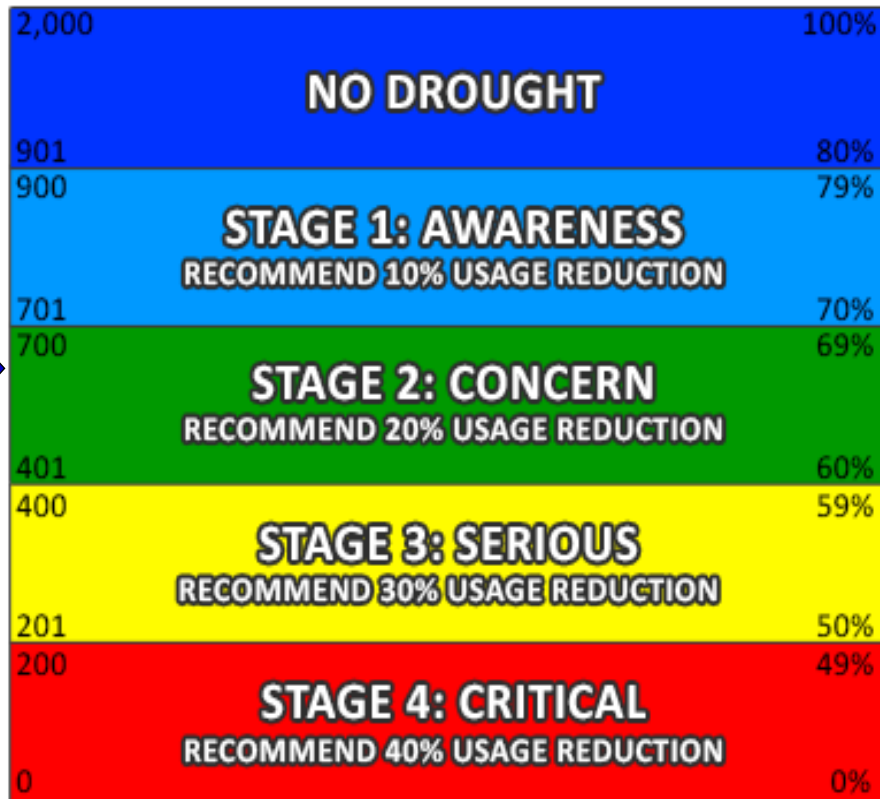 2,000 100%
NO DROUGHT
901 80%
900 79%
STAGE 1: AWARENESS
RECOMMEND 10% USAGE REDUCTION
701 70%
700 69%
STAGE 2: CONCERN
RECOMMEND 20% USAGE REDUCTION
401 60%
400 59%
STAGE 3: SERIOUS
RECOMMEND 30% USAGE REDUCTION
201 50%
200 49%
STAGE 4: CRITICAL
RECOMMEND 40% USAGE REDUCTION
0 0%